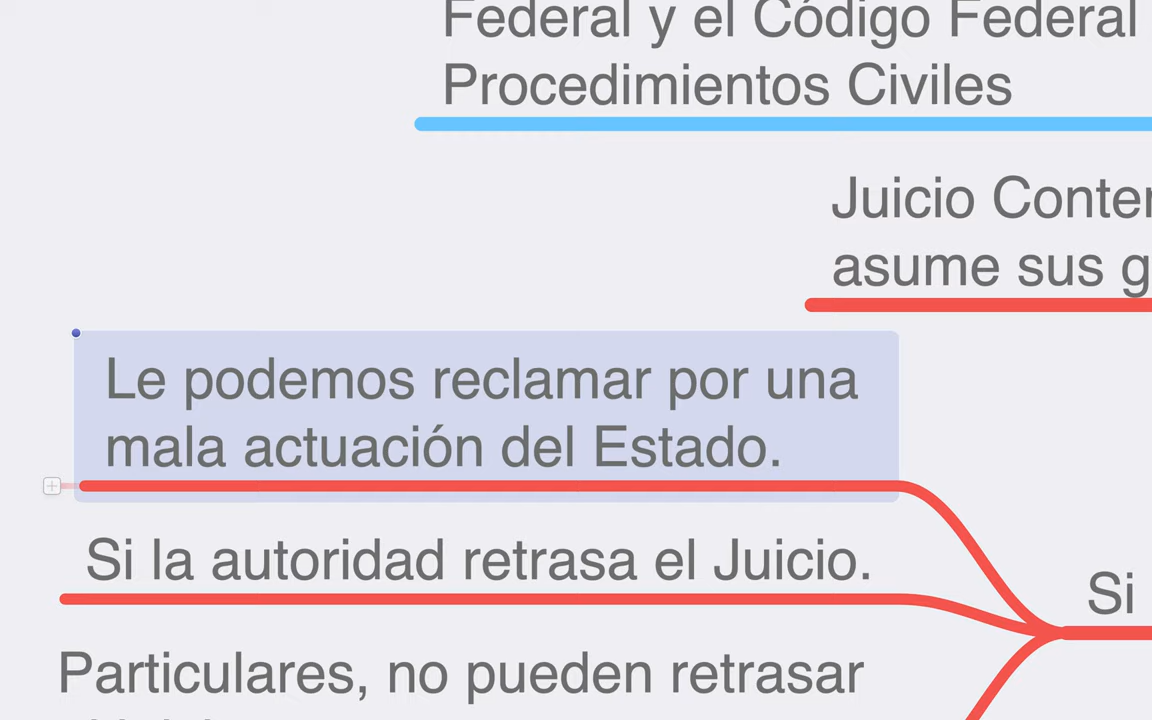 Federal y el Código Federal
Procedimientos Civiles
Juicio
asume sus
Le podemos reclamar por una
mala actuación del Estado.
Si la autoridad retrasa el Juicio.
Si
Particulares, no pueden retrasar